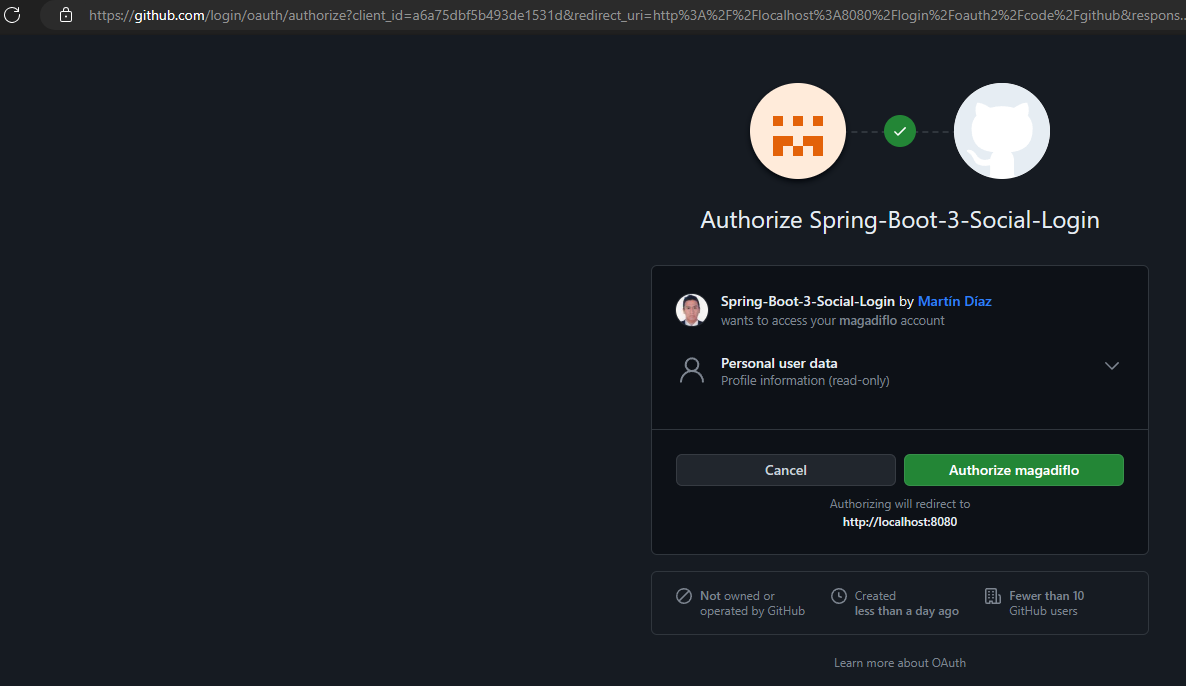 https://github.com/login/oauth/authorize?client_id=a6a75dbf5b493de1531d&redirect_uri=http%3A%2F%2Flocalhost%3A8080%2Flogin%2Foauth2%2Fcode%2Fgithub&respons...
Authorize Spring-Boot-3-Social-Login
Spring-Boot-3-Social-Login by Martín Díaz
wants to access your magadiflo account
Personal user data
Profile information (read-only)
Cancel
Authorize magadiflo
Authorizing will redirect to
http://localhost:8080
Not owned or
operated by GitHub
Created
less than a day ago
Fewer than 10
GitHub users
Learn more about OAuth